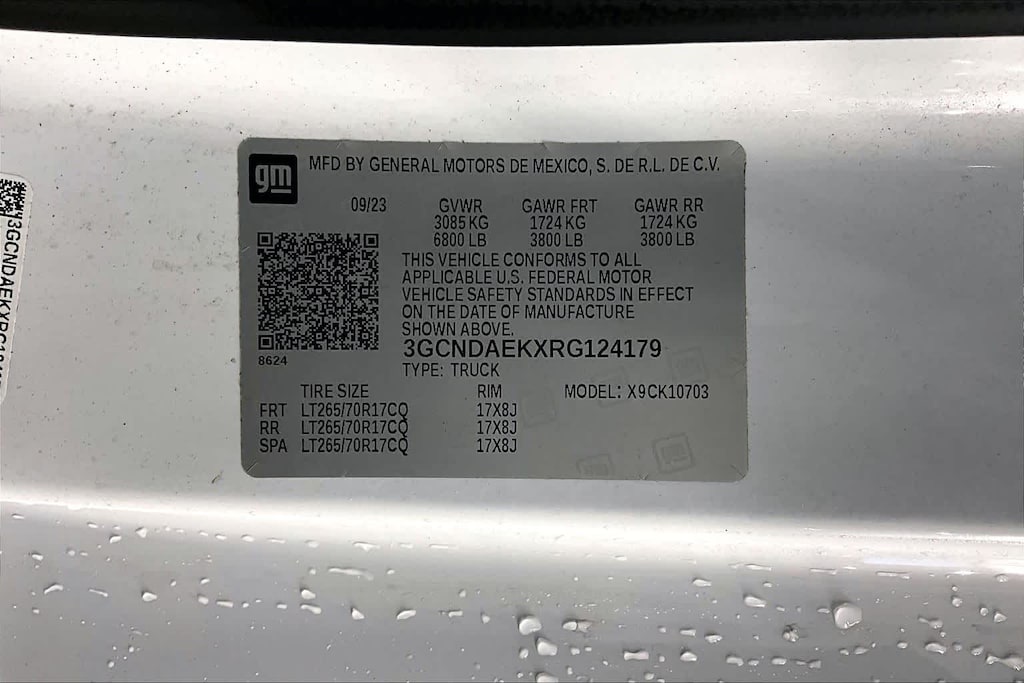 gm
MFD BY GENERAL MOTORS DE MEXICO, S. DE R.L. DE C.V.
09/23 GVWR GAWR FRT GAWR RR
3085 KG 1724 KG 1724 KG
6800 LB 3800 LB 3800 LB
THIS VEHICLE CONFORMS TO ALL
APPLICABLE U.S. FEDERAL MOTOR
VEHICLE SAFETY STANDARDS IN EFFECT
ON THE DATE OF MANUFACTURE
SHOWN ABOVE.
8624
3GCNDAEKXRG124179
TYPE: TRUCK
TIRE SIZE RIM MODEL: X9CK10703
FRT LT265/70R17CQ 17X8J
RR LT265/70R17CQ 17X8J
SPA LT265/70R17CQ 17X8J